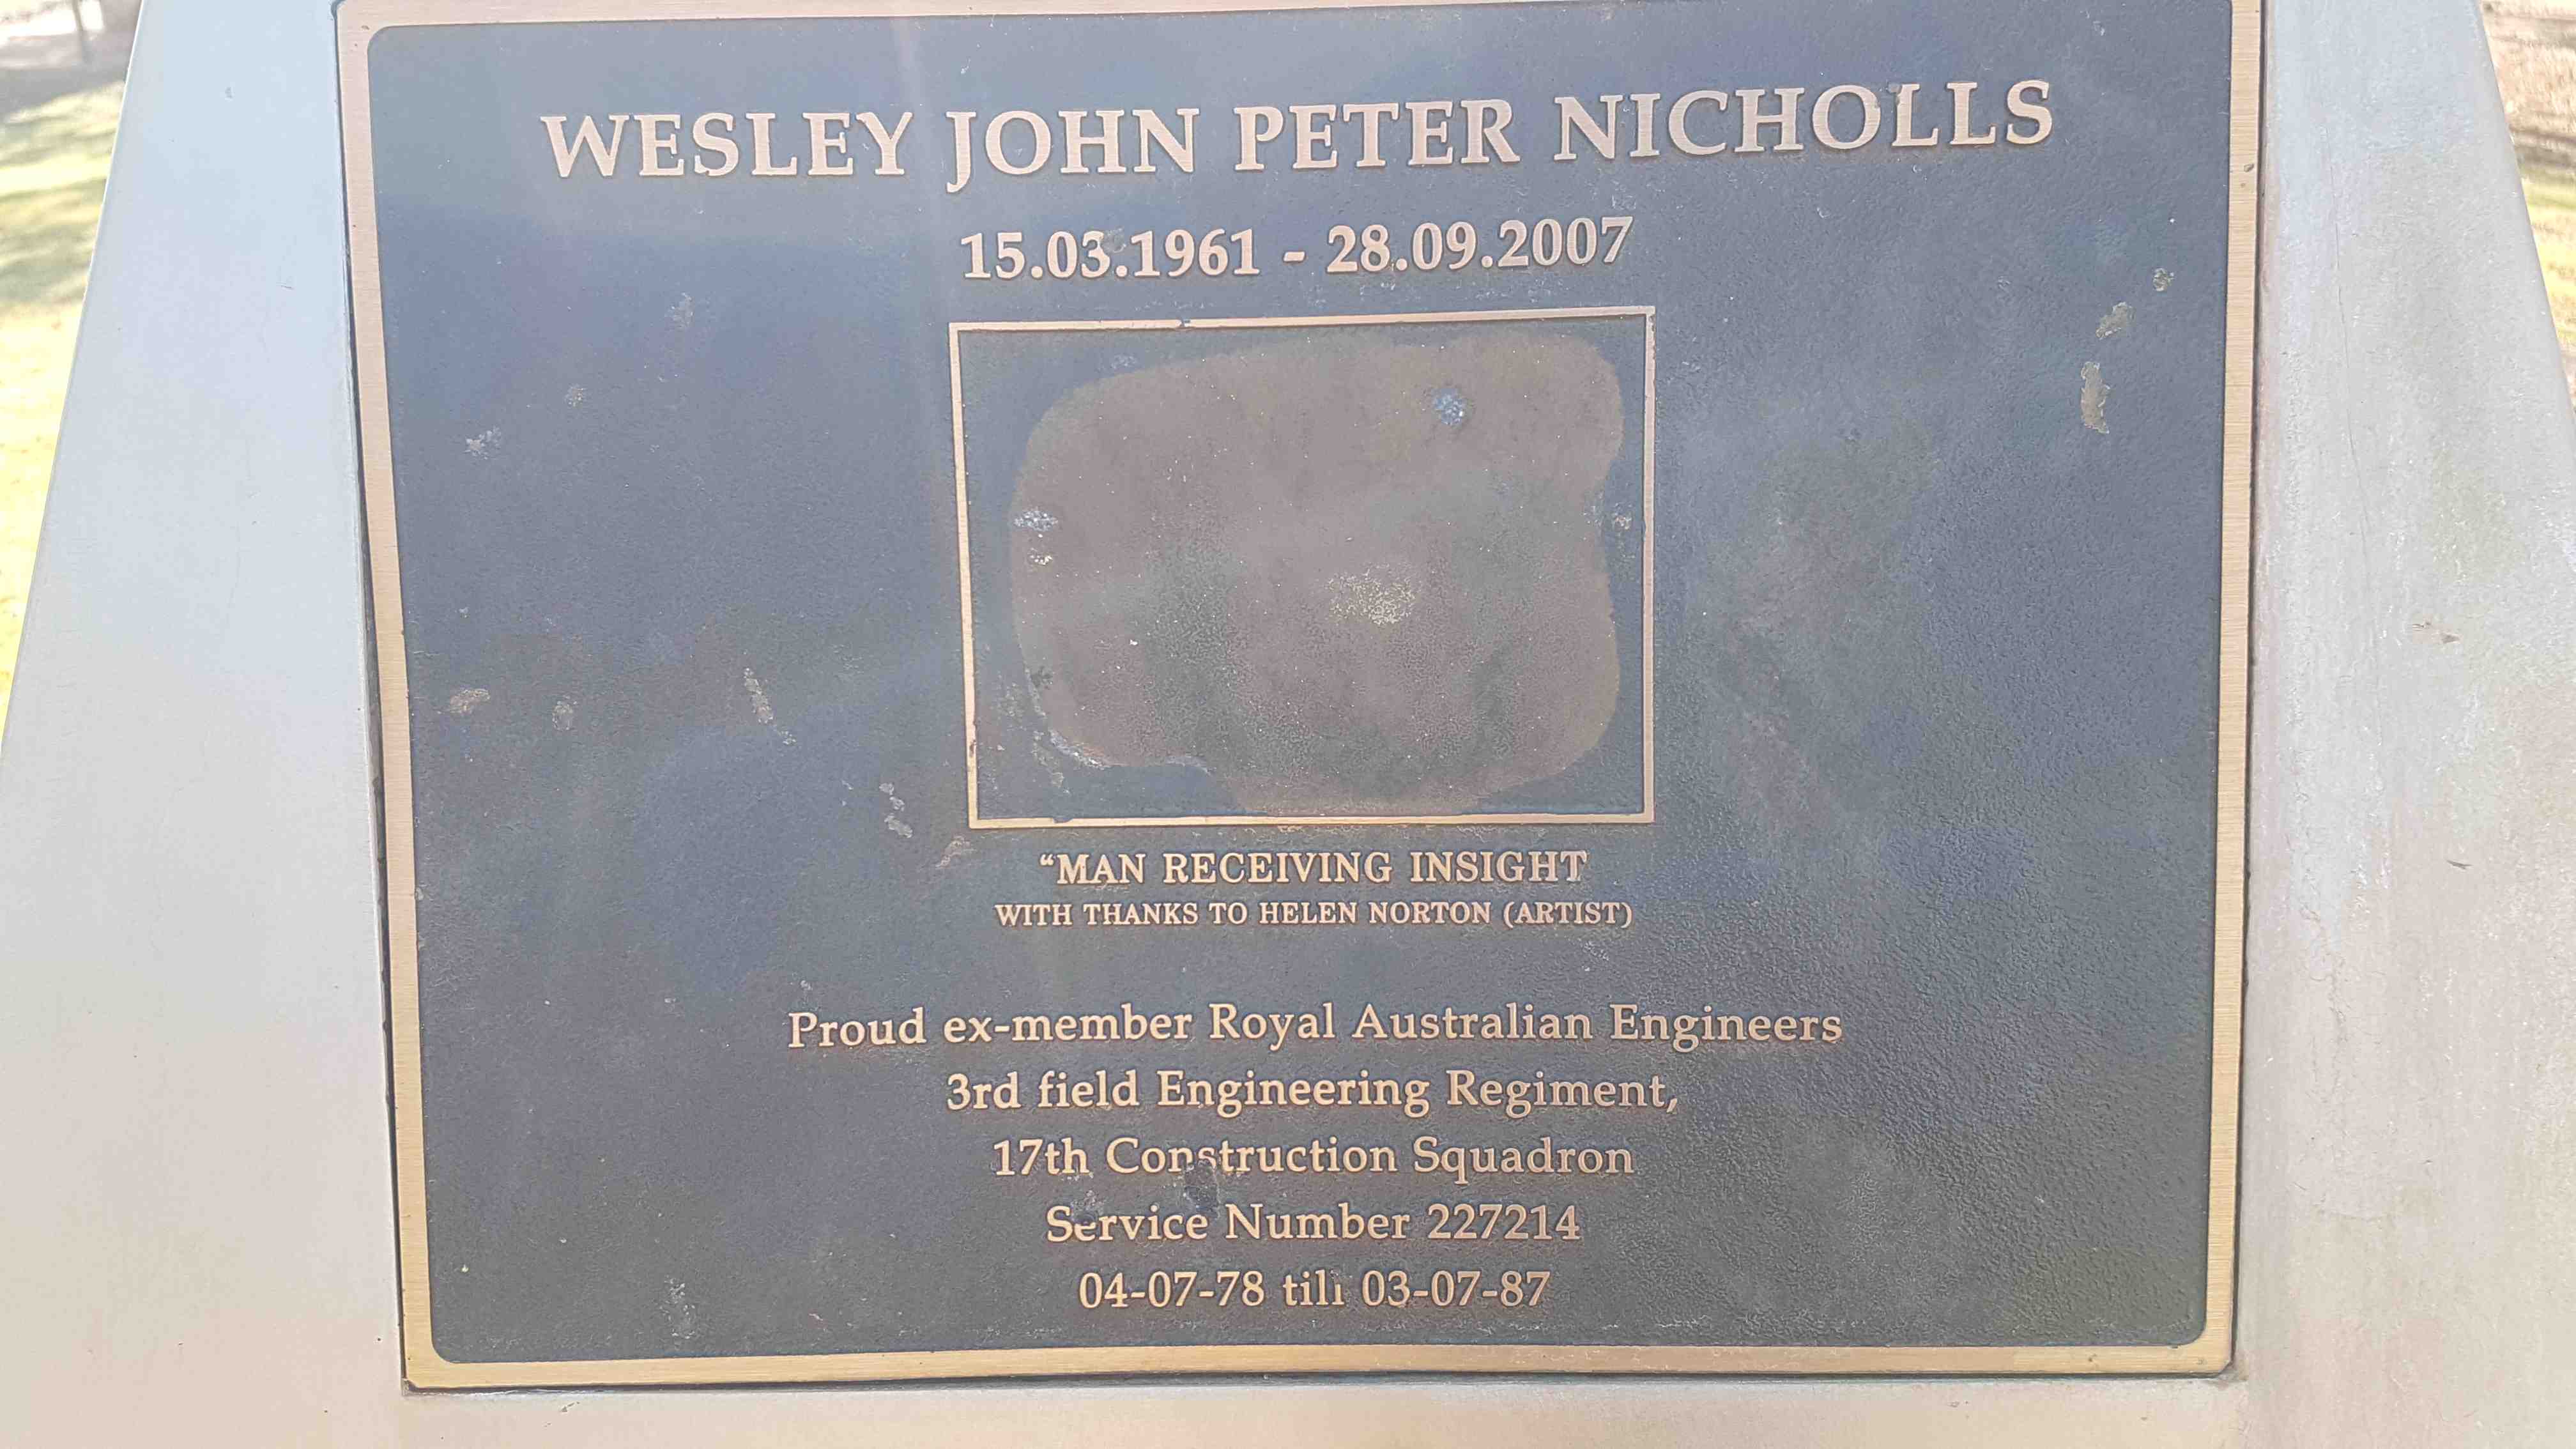 WESLEY JOHN PETER NICHOLLS
15.03.1961 - 28.09.2007
“MAN RECEIVING INSIGHT
WITH THANKS TO HELEN NORTON (ARTIST)
Proud ex-member Royal Australian Engineers
3rd field Engineering Regiment,
17th Construction Squadron
Service Number 227214
04-07-78 till 03-07-87